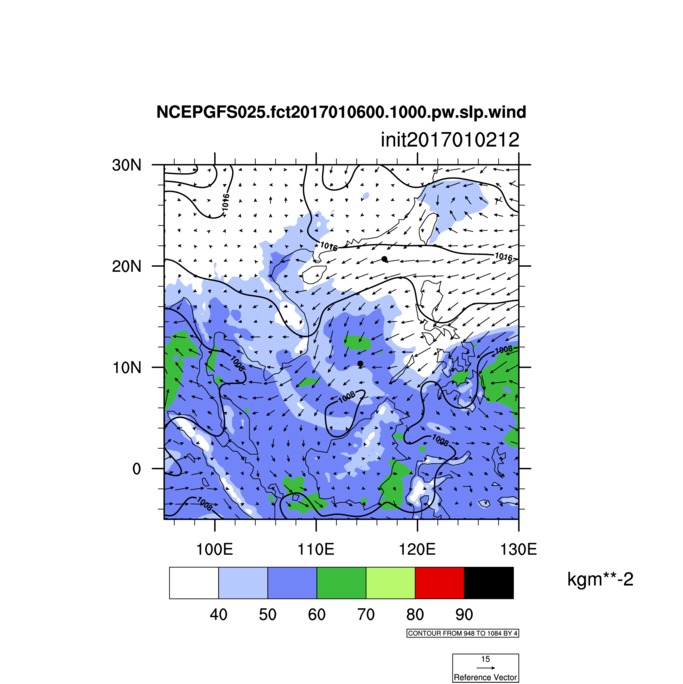 NCEPGFS025.fct2017010600.1000.pw.slp.wind
init2017010212
30N
1016
1016
1016
20N
1008
10N
1008
1008
1008
0
1008
100E 110E 120E 130E
kgm**-2
40 50 60 70 80 90
CONTOUR FROM 948 TO 1084 BY 4
15
Reference Vector